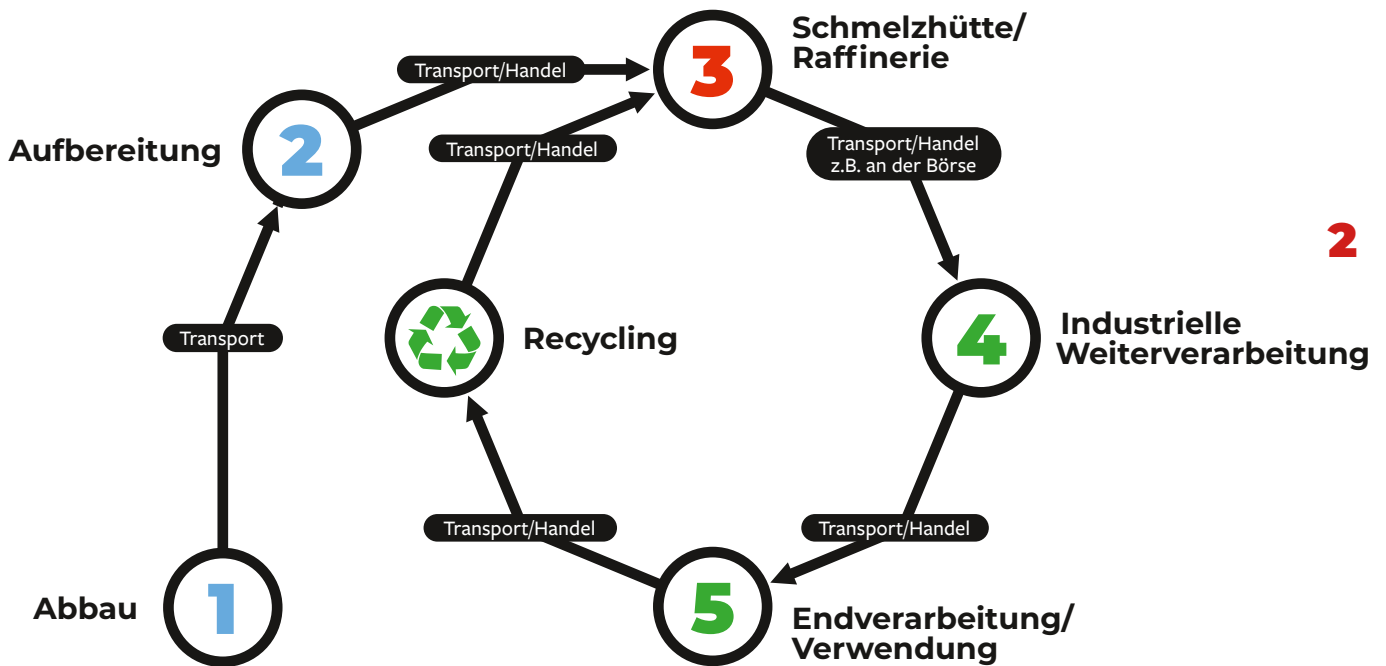 Schmelzhütte/
Raffinerie
3
Transport/Handel
Transport/Handel
Transport/Handel
z.B. an der Börse
Aufbereitung
2
2
Transport
Recycling
4
Industrielle
Weiterverarbeitung
Transport/Handel
Transport/Handel
Abbau
1
5
Endverarbeitung/
Verwendung